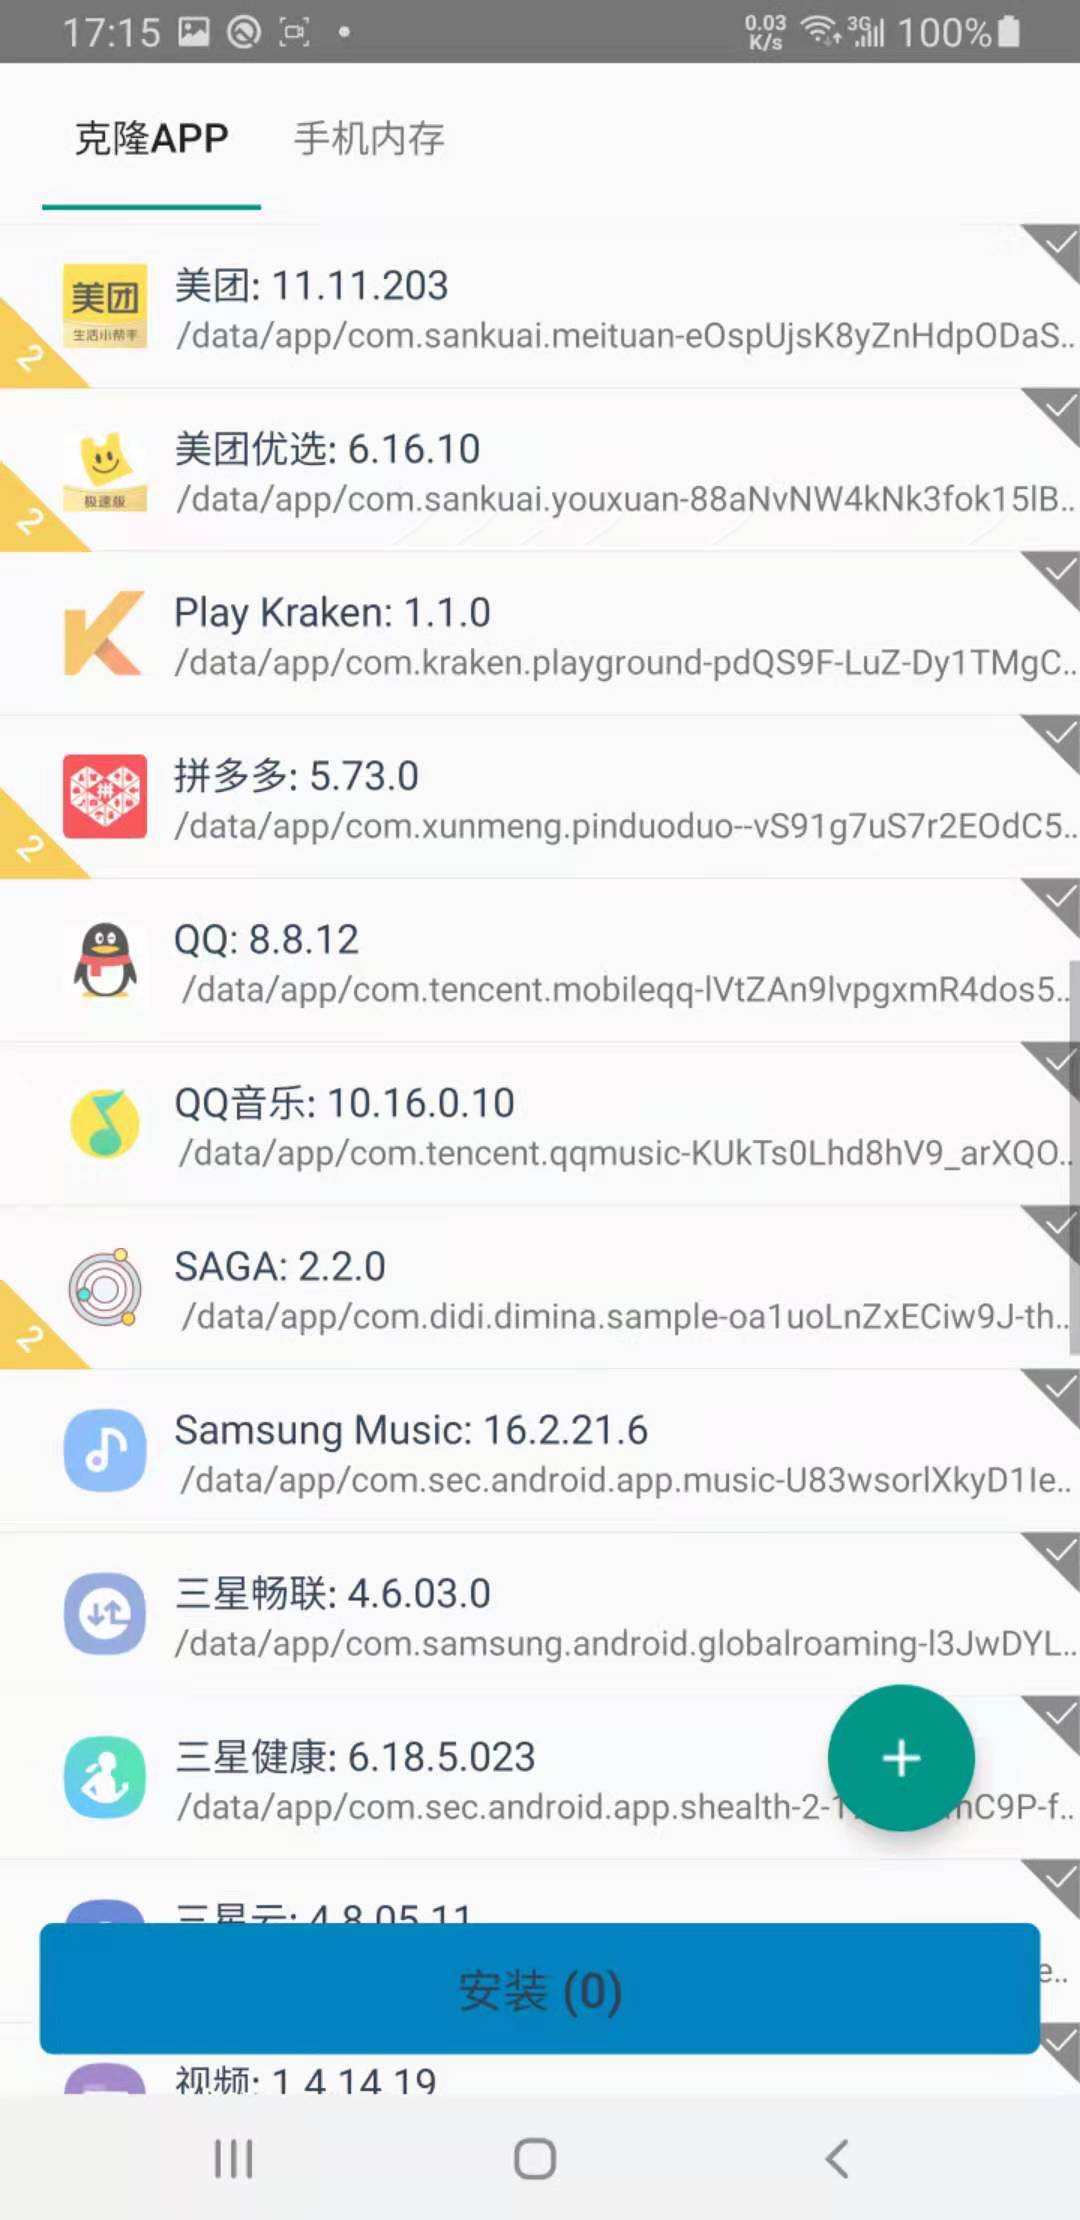 17:15
0.03 K/s
3G
100%
克隆APP
手机内存
美团
生活小帮手
2
美团: 11.11.203
/data/app/com.sankuai.meituan-eOspUjsK8yZnHdpODaS..
极速版
2
美团优选: 6.16.10
/data/app/com.sankuai.youxuan-88aNvNW4kNk3fok15lB..
Play Kraken: 1.1.0
/data/app/com.kraken.playground-pdQS9F-LuZ-Dy1TMgC..
拼
2
拼多多: 5.73.0
/data/app/com.xunmeng.pinduoduo--vS91g7uS7r2EOdC5..
QQ: 8.8.12
/data/app/com.tencent.mobileqq-lVtZAn9lvpgxmR4dos5..
QQ音乐: 10.16.0.10
/data/app/com.tencent.qqmusic-KUkTs0Lhd8hV9_arXQO..
2
SAGA: 2.2.0
/data/app/com.didi.dimina.sample-oa1uoLnZxECiw9J-th..
Samsung Music: 16.2.21.6
/data/app/com.sec.android.app.music-U83wsorlXkyD1Ie..
三星畅联: 4.6.03.0
/data/app/com.samsung.android.globalroaming-l3JwDYL..
三星健康: 6.18.5.023
/data/app/com.sec.android.app.shealth-2-1
nC9P-f..
三星云: 4.8.05.11
e..
安装 (0)
视频: 1.4.14.19